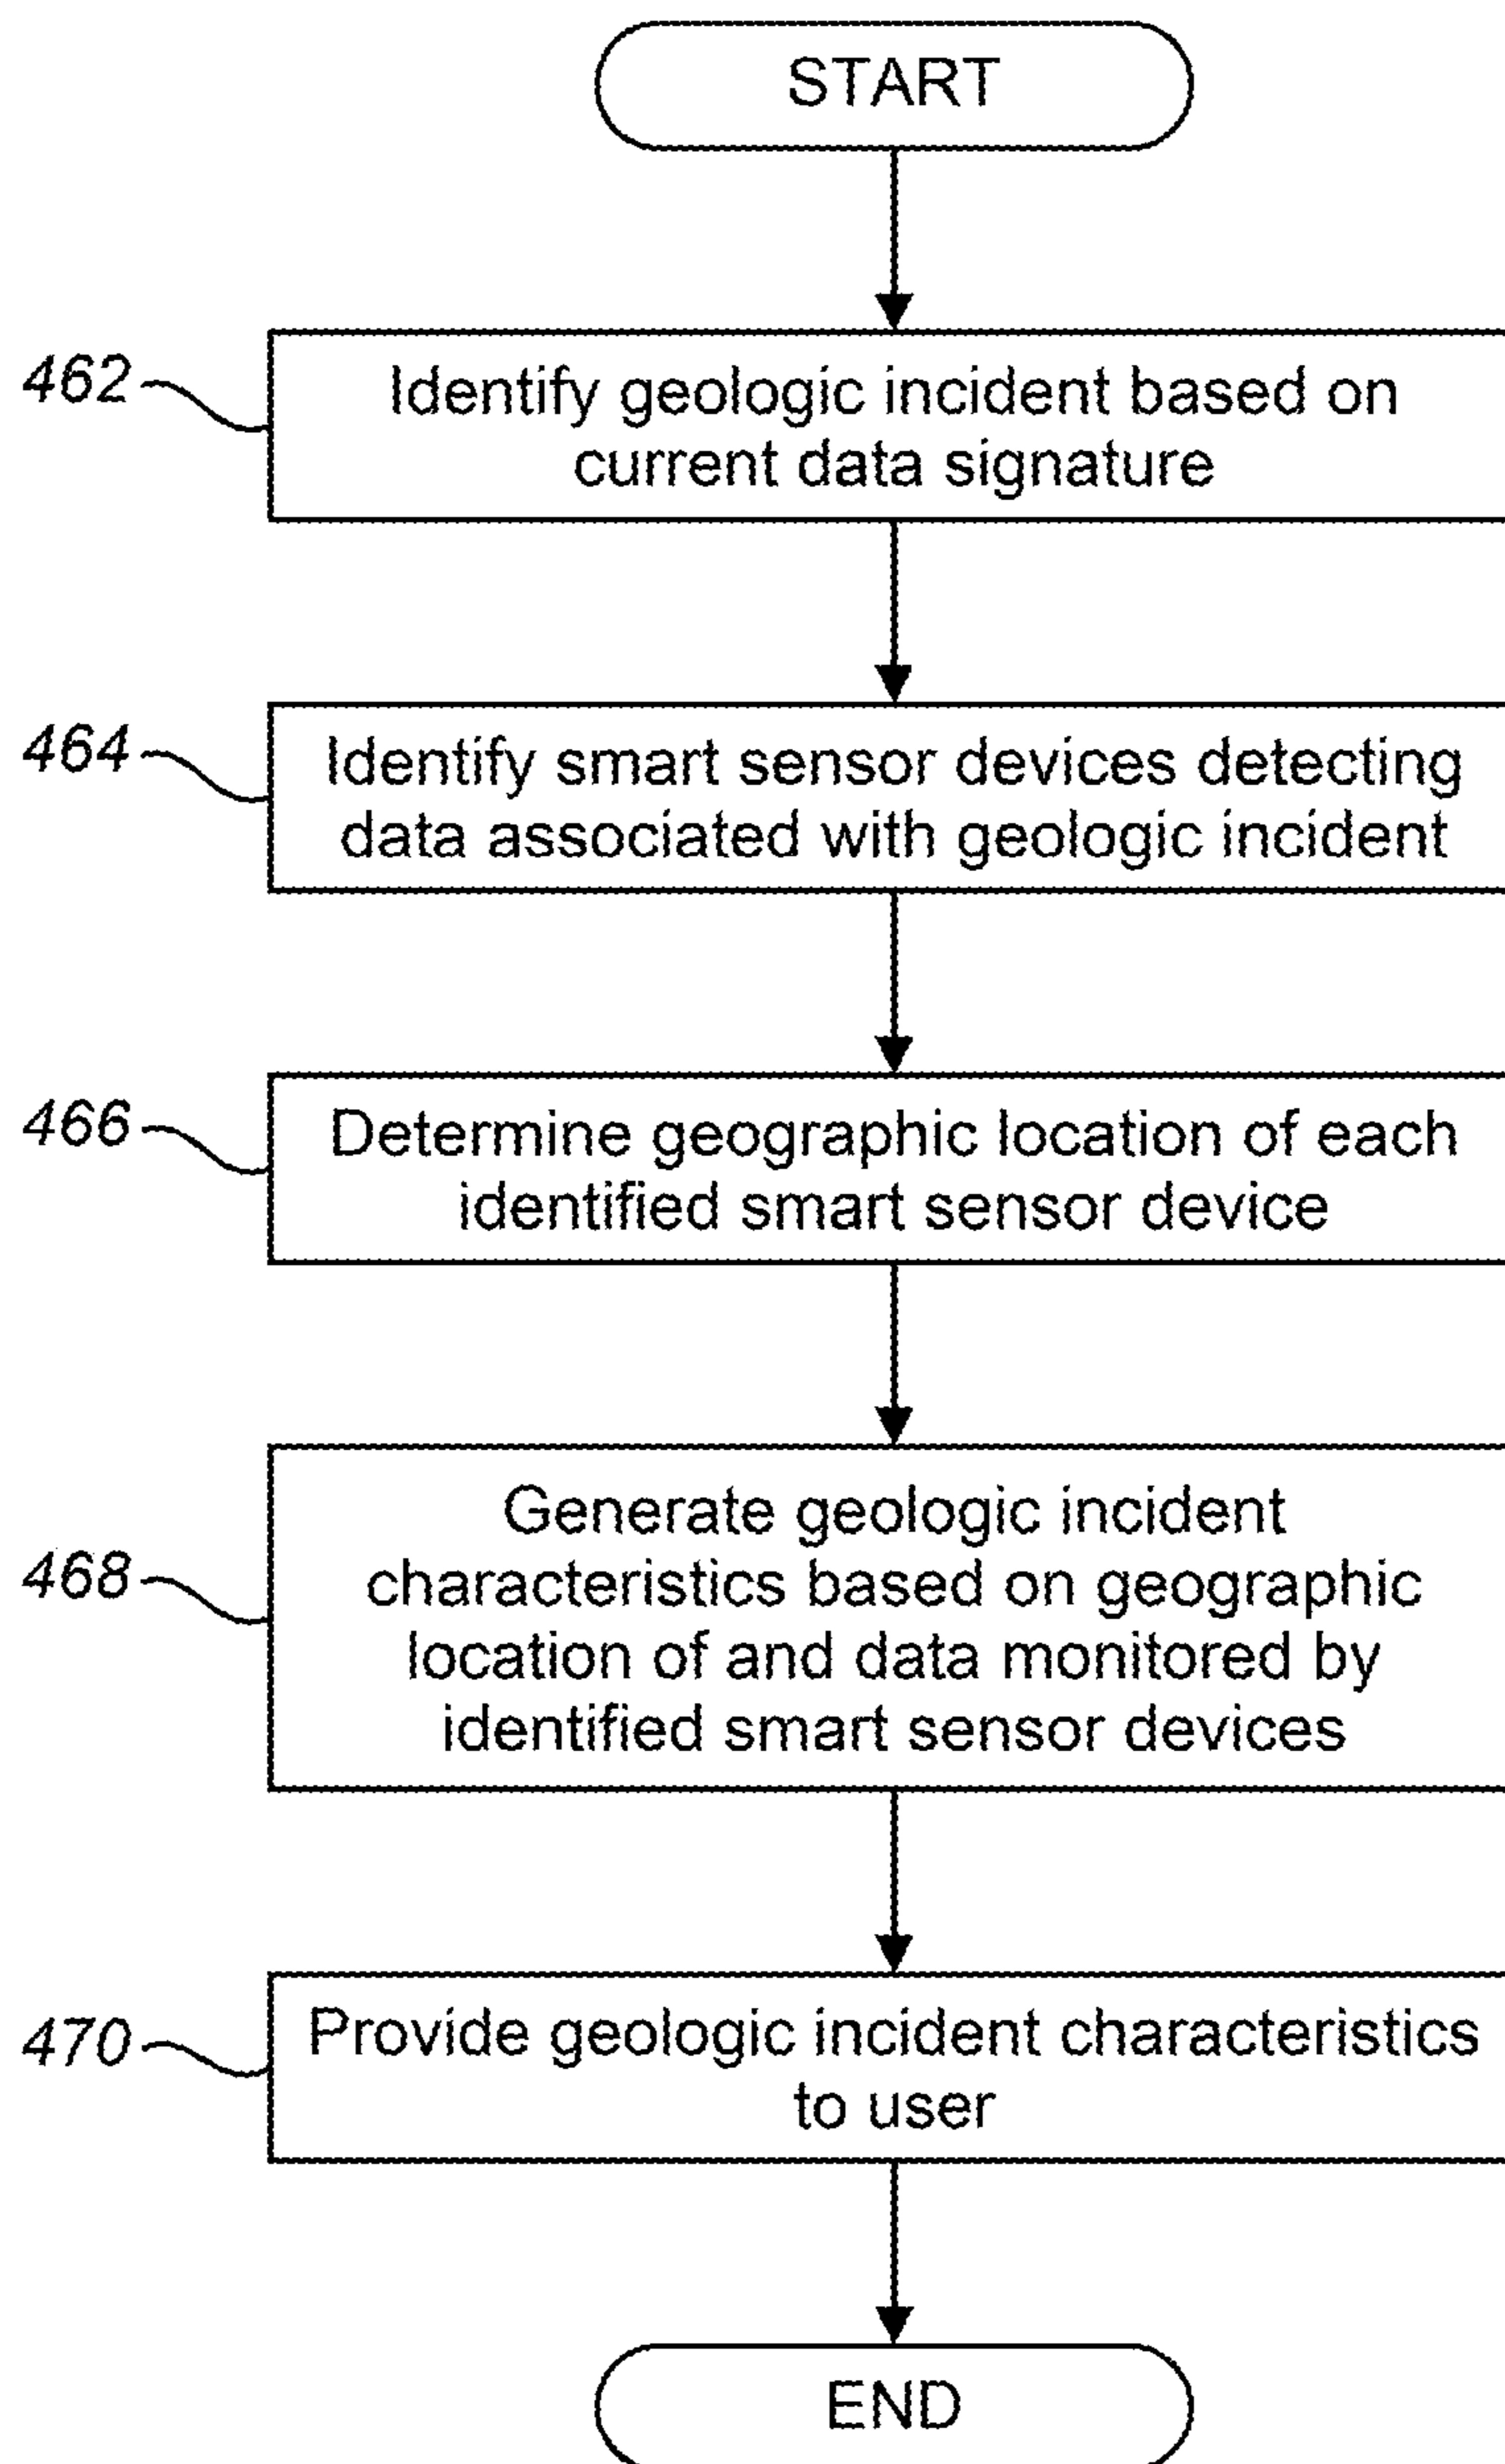 START
462
Identify geologic incident based on
current data signature
464
Identify smart sensor devices detecting
data associated with geologic incident
466
Determine geographic location of each
identified smart sensor device
468
Generate geologic incident
characteristics based on geographic
location of and data monitored by
identified smart sensor devices
470
Provide geologic incident characteristics
to user
END